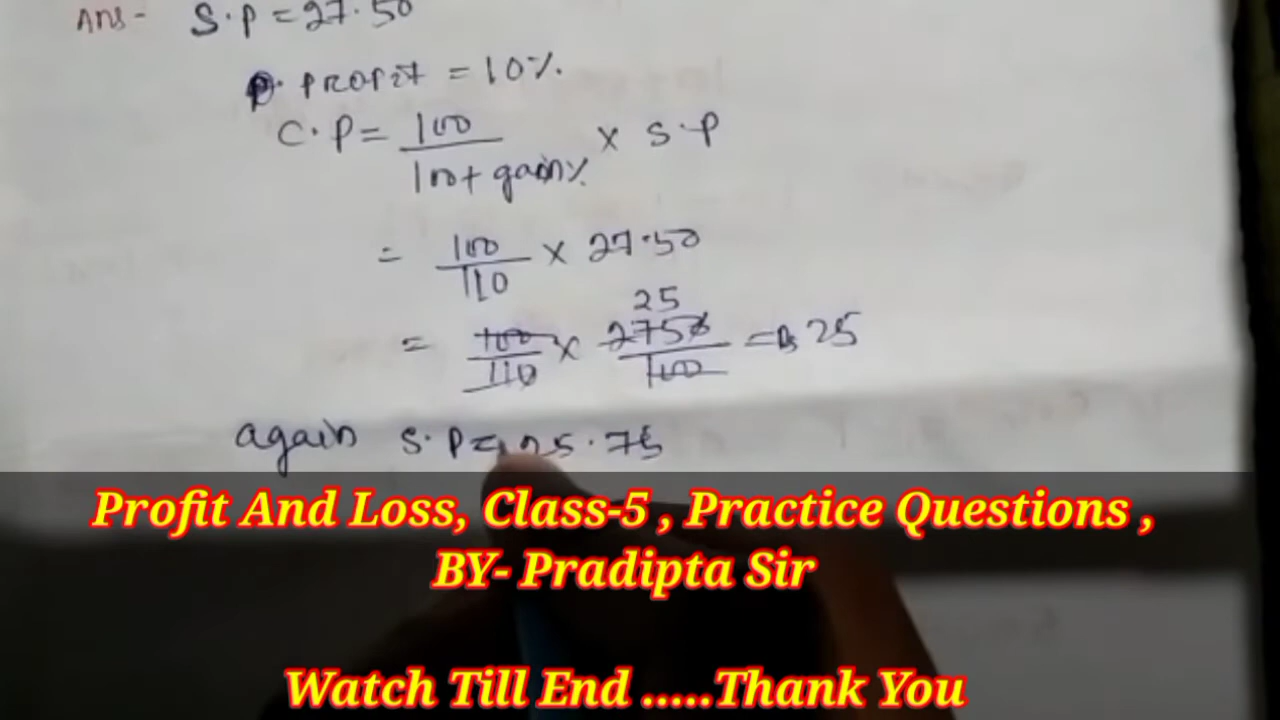 Ans - S.P = 27.50
Profit = 10%.
C.P = 100 / 100 + gain% × S.P
= 100 / 110 × 27.50
25
= 100 / 110 × 2750 / 100 = Rs 25
again S.P = 25.75
Profit And Loss, Class-5 , Practice Questions ,
BY- Pradipta Sir
Watch Till End .....Thank You